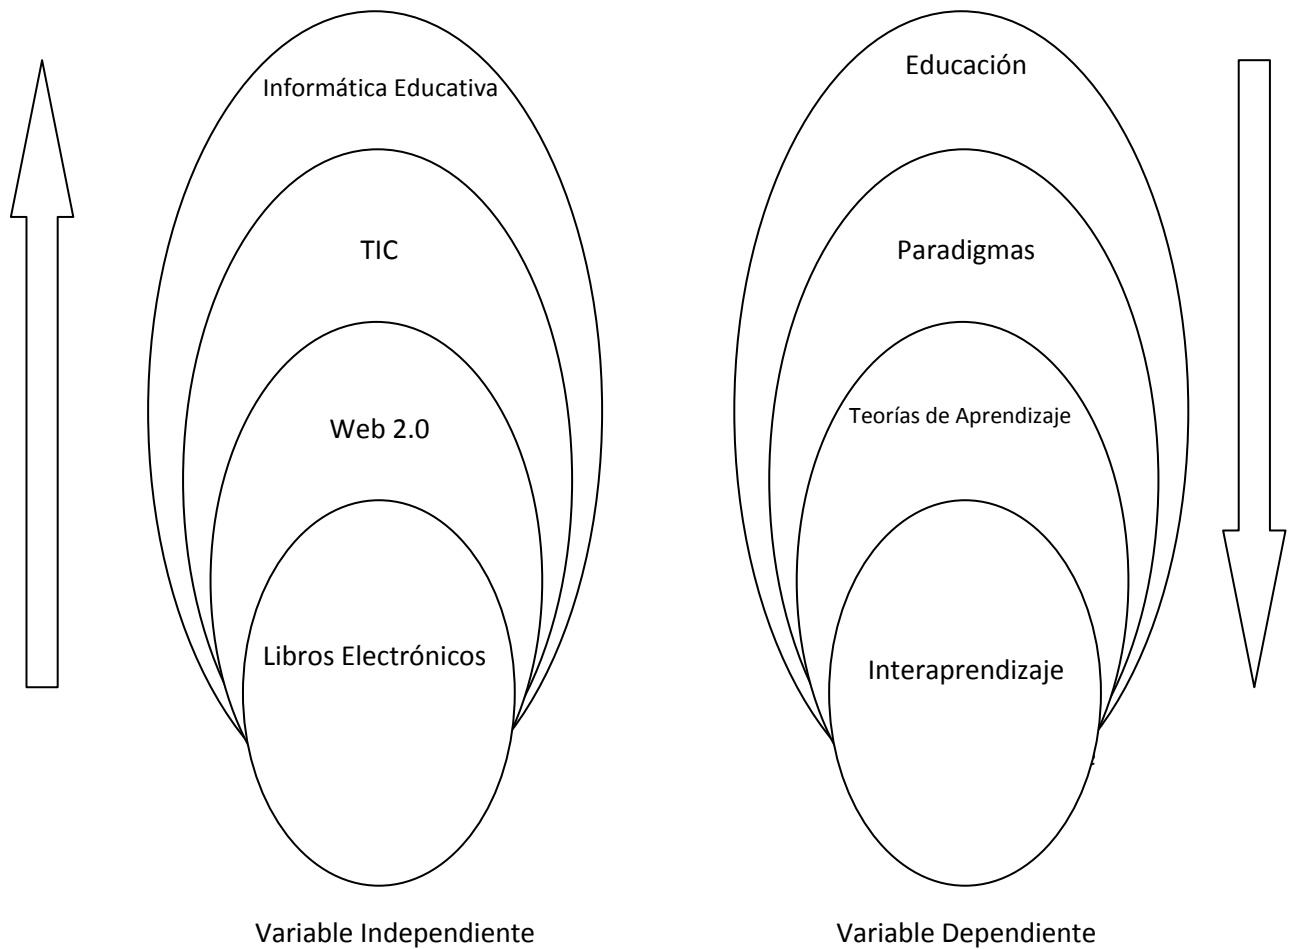 Informática Educativa
TIC
Web 2.0
Libros Electrónicos
Variable Independiente
Educación
Paradigmas
Teorías de Aprendizaje
Interaprendizaje
Variable Dependiente